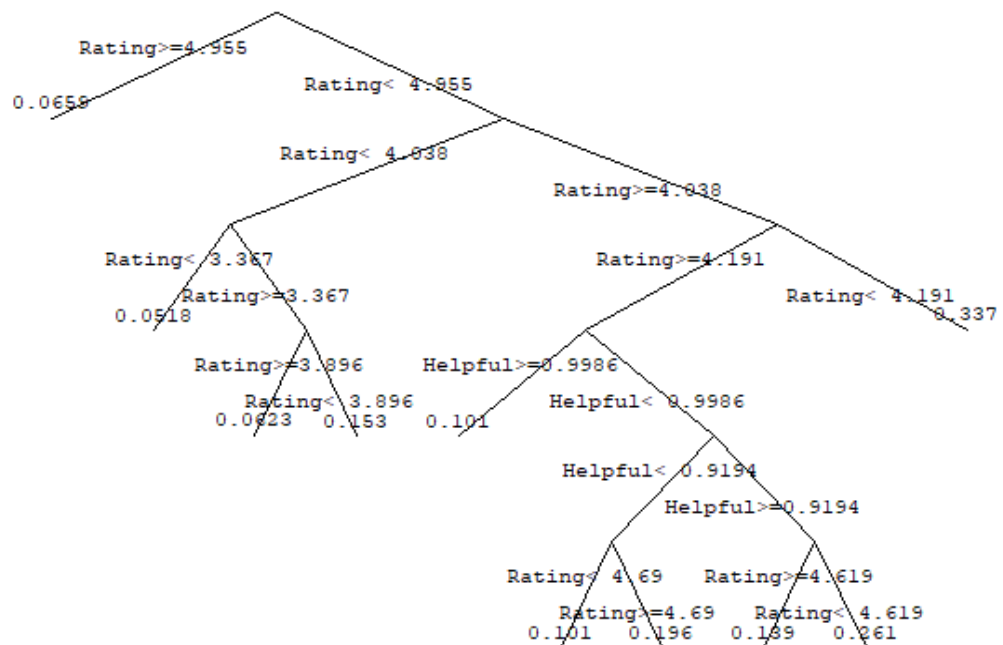 Rating>=4.955
Rating< 4.955
0.0659
Rating< 4.038
Rating>=4.038
Rating< 3.367
Rating>=4.191
Rating>=3.367
Rating< 4.191
0.0518
0.337
Rating>=3.896
Helpful>=0.9986
Rating< 3.896
Helpful< 0.9986
0.0623
0.153
0.101
Helpful< 0.9194
Helpful>=0.9194
Rating< 4.69
Rating>=4.619
Rating>=4.69
Rating< 4.619
0.101
0.196
0.139
0.261